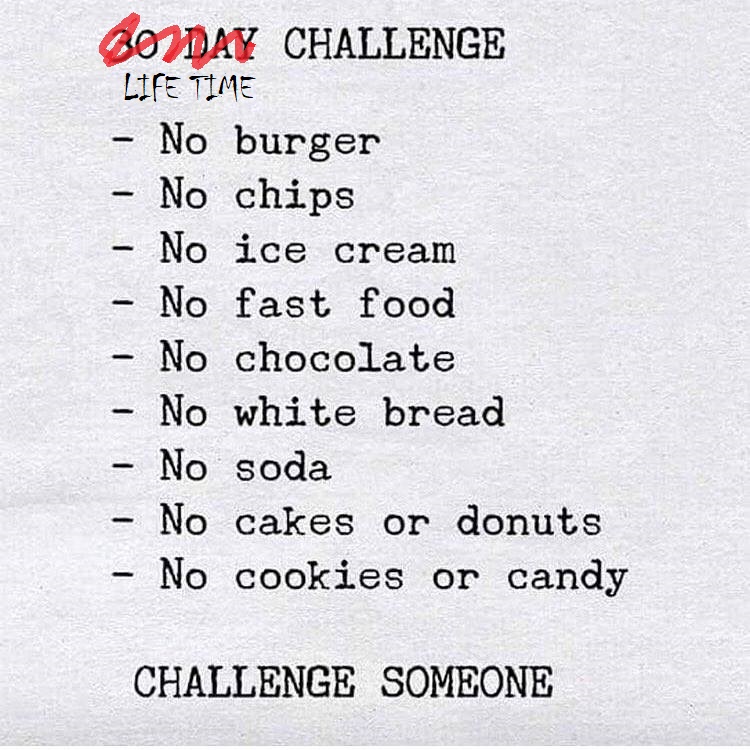 30 DAY CHALLENGE
LIFE TIME
- No burger
- No chips
- No ice cream
- No fast food
- No chocolate
- No white bread
- No soda
- No cakes or donuts
- No cookies or candy
CHALLENGE SOMEONE